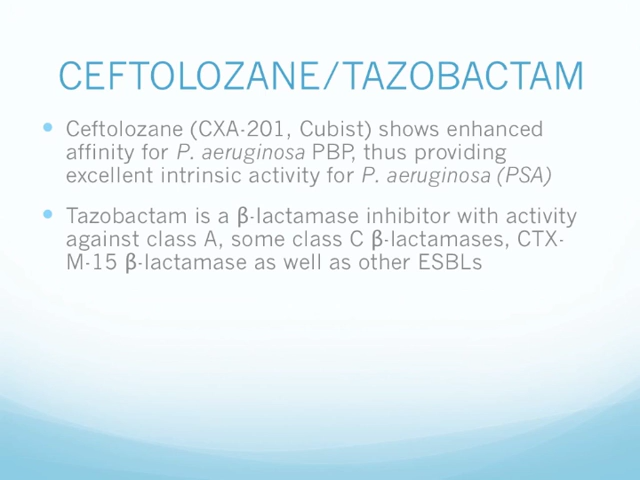 CEFTOLOZANE/TAZOBACTAM
• Ceftolozane (CXA-201, Cubist) shows enhanced
affinity for P. aeruginosa PBP, thus providing
excellent intrinsic activity for P. aeruginosa (PSA)
• Tazobactam is a β-lactamase inhibitor with activity
against class A, some class C β-lactamases, CTX-
M-15 β-lactamase as well as other ESBLs